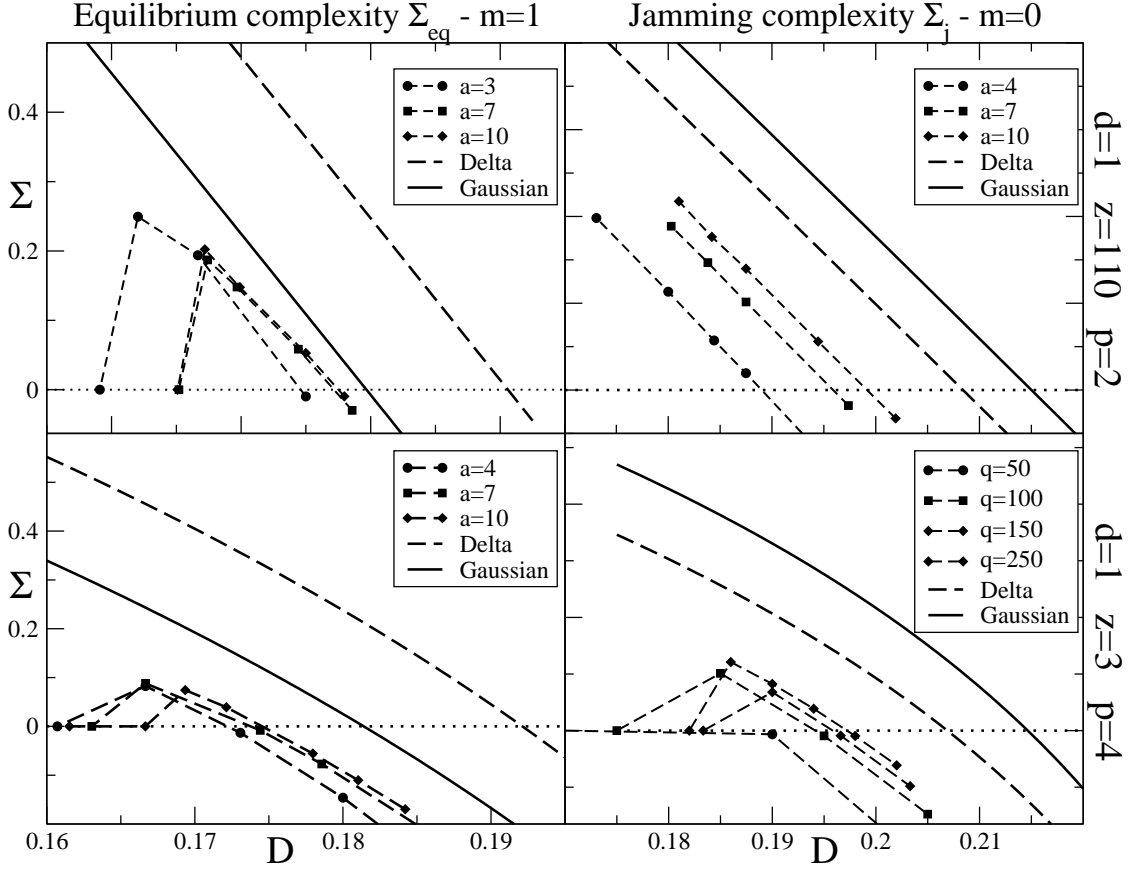 Equilibrium complexity Σeq - m=1
Jamming complexity Σj - m=0
0.4
0.2
0
Σ
a=3
a=7
a=10
Delta
Gaussian
a=4
a=7
a=10
Delta
Gaussian
d=1 z=110 p=2
0.4
0.2
0
Σ
a=4
a=7
a=10
Delta
Gaussian
q=50
q=100
q=150
q=250
Delta
Gaussian
d=1 z=3 p=4
0.16
0.17
0.18
0.19
D
0.18
0.19
0.2
0.21
D